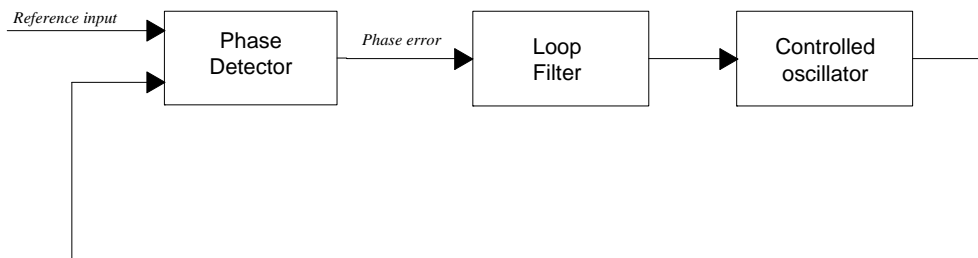 Reference input
Phase
Detector
Phase error
Loop
Filter
Controlled
oscillator